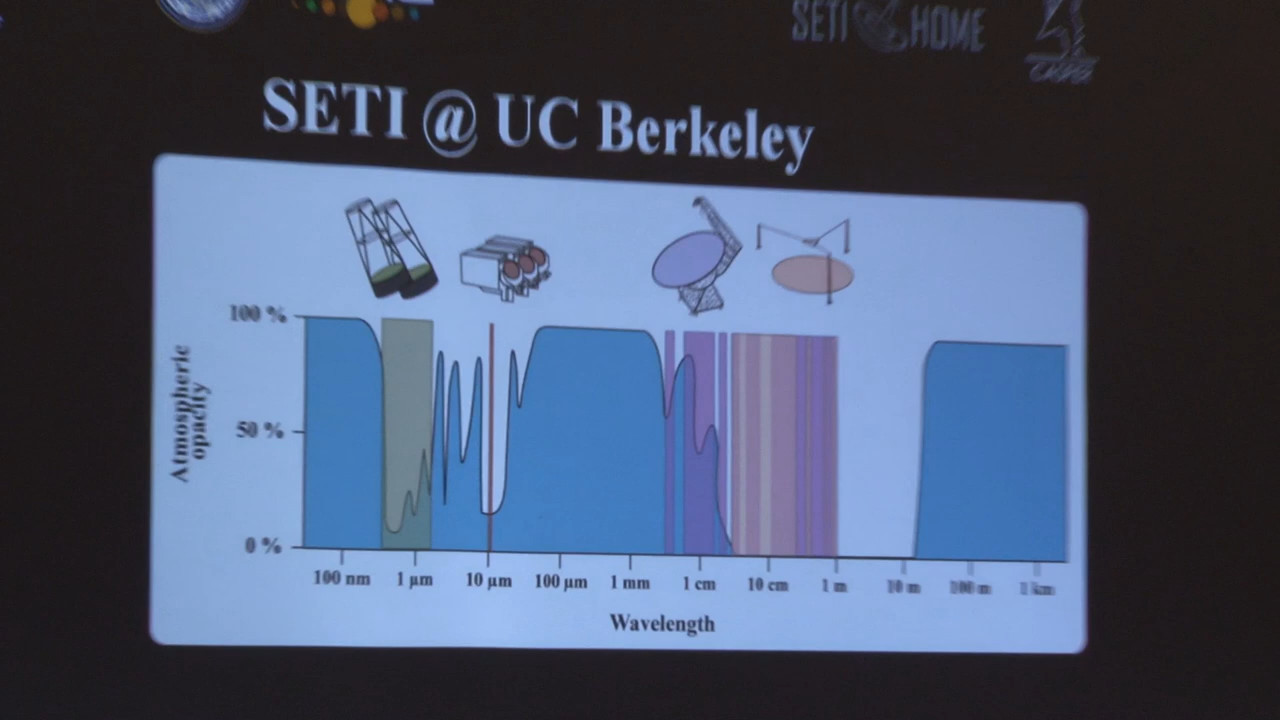 SETI HOME
CASPER
SETI @ UC Berkeley
100 %
50 %
0 %
Atmospheric
opacity
100 nm 1 µm 10 µm 100 µm 1 mm 1 cm 10 cm 1 m 10 m 100 m 1 km
Wavelength